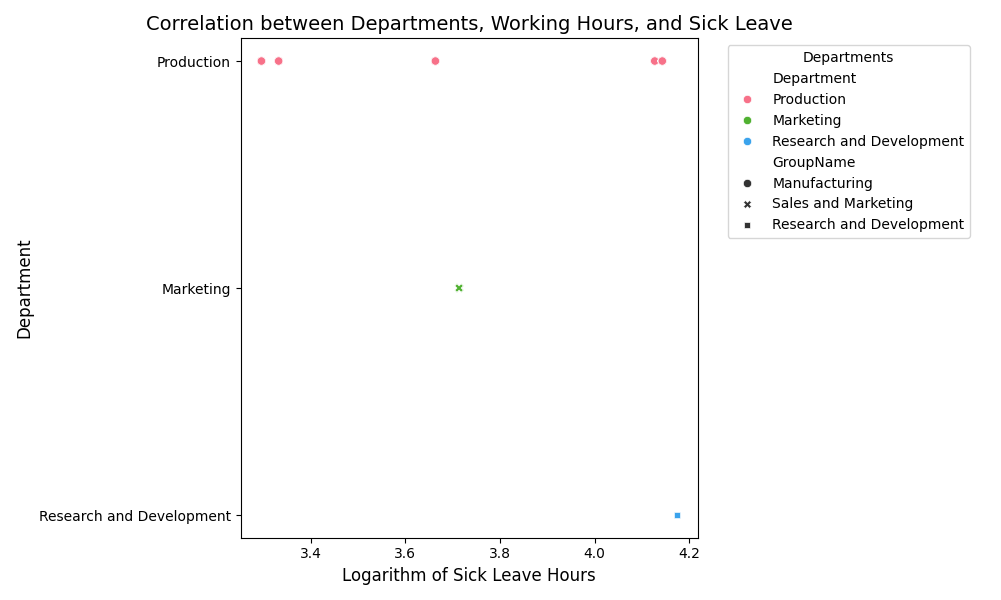 Correlation between Departments, Working Hours, and Sick Leave
Production
Marketing
Research and Development
Department
3.4
3.6
3.8
4.0
4.2
Logarithm of Sick Leave Hours
Departments
Department
Production
Marketing
Research and Development
GroupName
Manufacturing
Sales and Marketing
Research and Development